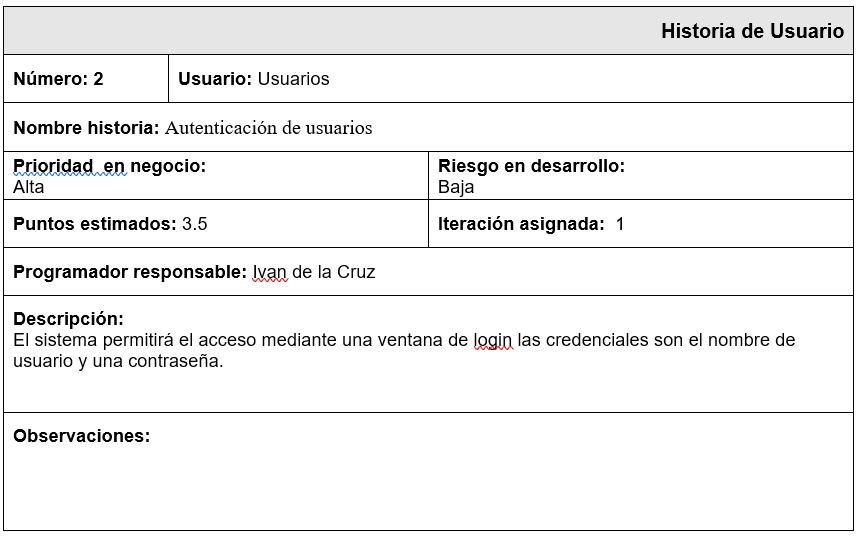 Historia de Usuario
Número: 2
Usuario: Usuarios
Nombre historia: Autenticación de usuarios
Prioridad  en negocio:
Alta
Riesgo en desarrollo:
Baja
Puntos estimados: 3.5
Iteración asignada:  1
Programador responsable: Ivan de la Cruz
Descripción:
El sistema permitirá el acceso mediante una ventana de login las credenciales son el nombre de
usuario y una contraseña.
Observaciones: